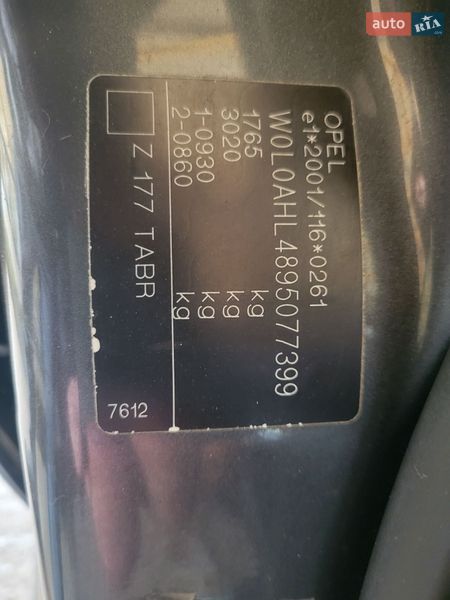 OPEL
e1*2001/116*0261
W0L0AHL4895077399
1765 kg
3020 kg
1-0930 kg
2-0860 kg
Z 177 TABR
7612
auto RIA
.com